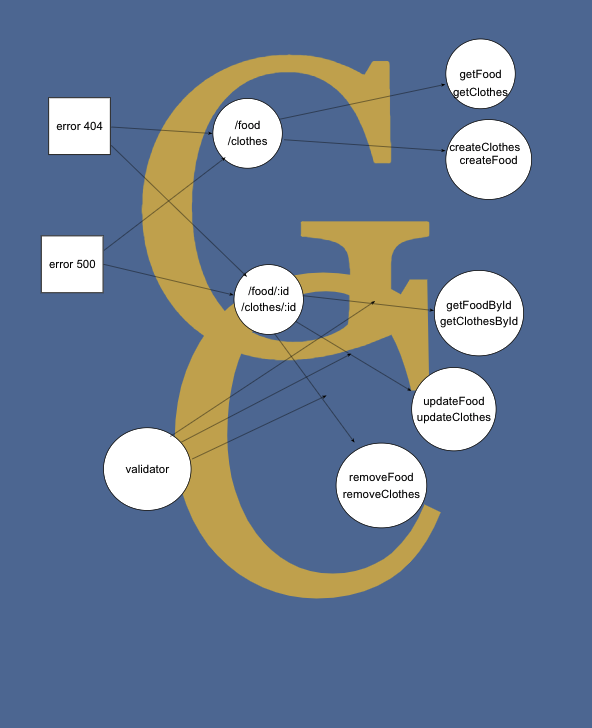 getFood
getClothes
error 404
/food
/clothes
createClothes
createFood
error 500
/food/:id
/clothes/:id
getFoodById
getClothesById
updateFood
updateClothes
validator
removeFood
removeClothes